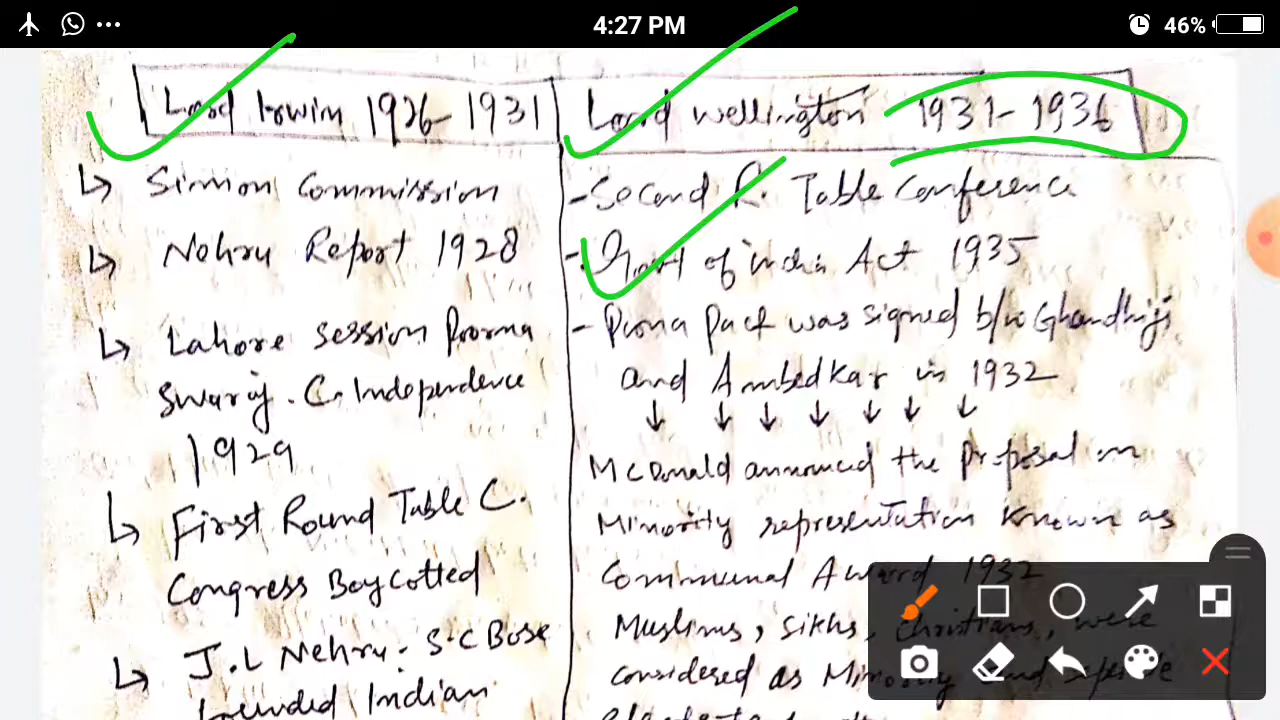 4:27 PM
46%
Lord Irwin 1926-1931
Lord Wellington 1931-1936
↳ Simon Commission
↳ Nehru Report 1928
↳ Lahore Session Poorna
Swaraj. C. Independence
1929
↳ First Round Table C.
Congress Boycotted
↳ J.L Nehru: S.C Bose
founded Indian
-Second R. Table Conference
-Govt of india Act 1935
- Poona Pact was signed b/w Ghandhiji
and Ambedkar in 1932
↓ ↓ ↓ ↓ ↓ ↓ ↓
McDonald announced the Proposal on
Minority representation known as
Communal Award 1932
Muslims, Sikhs, Christians, were
considered as Minority and seperate